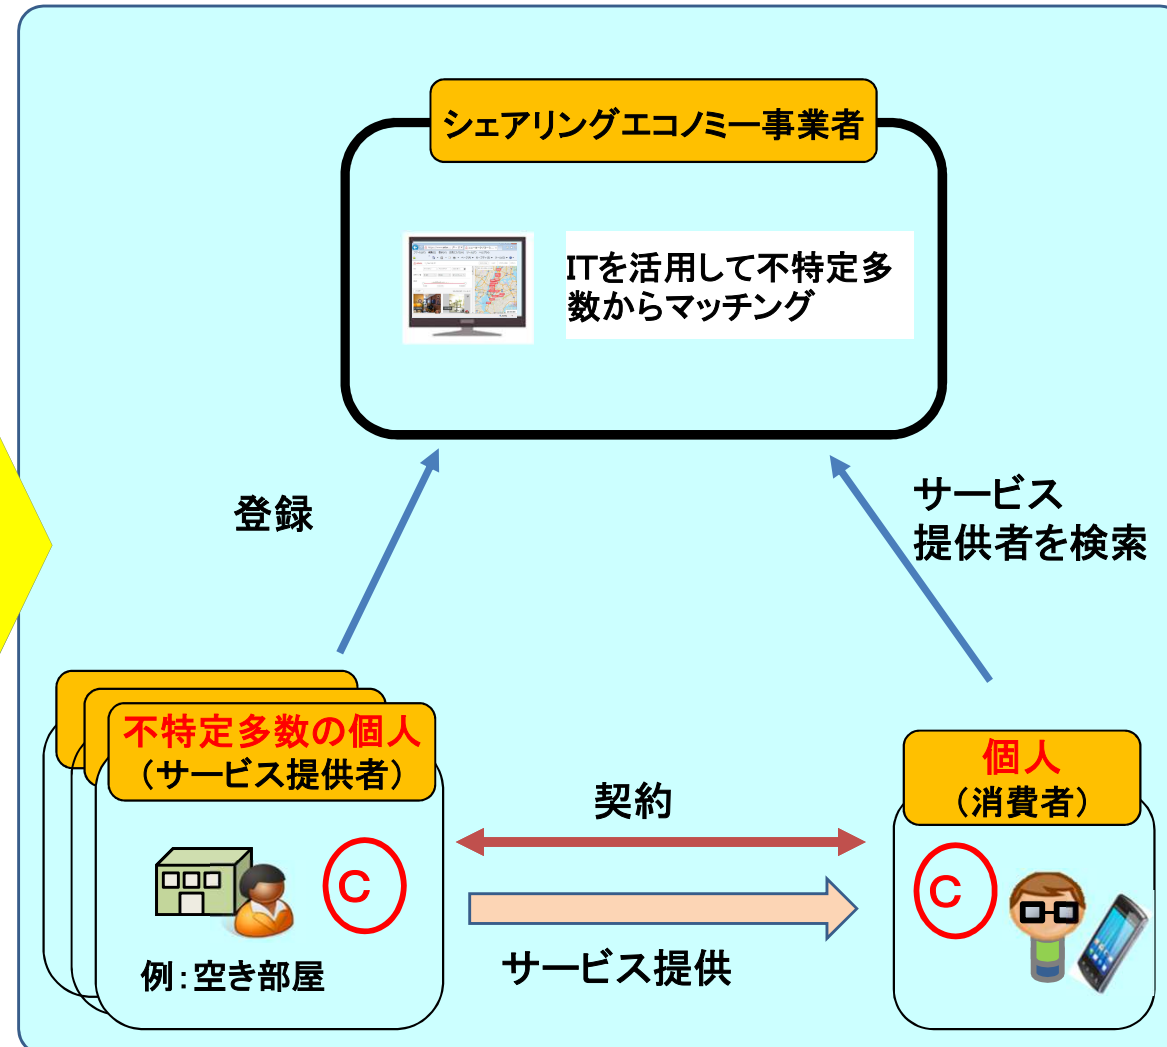 シェアリングエコノミー事業者
ITを活用して不特定多
数からマッチング
登録
サービス
提供者を検索
不特定多数の個人
（サービス提供者）
C
例：空き部屋
契約
サービス提供
個人
（消費者）
C